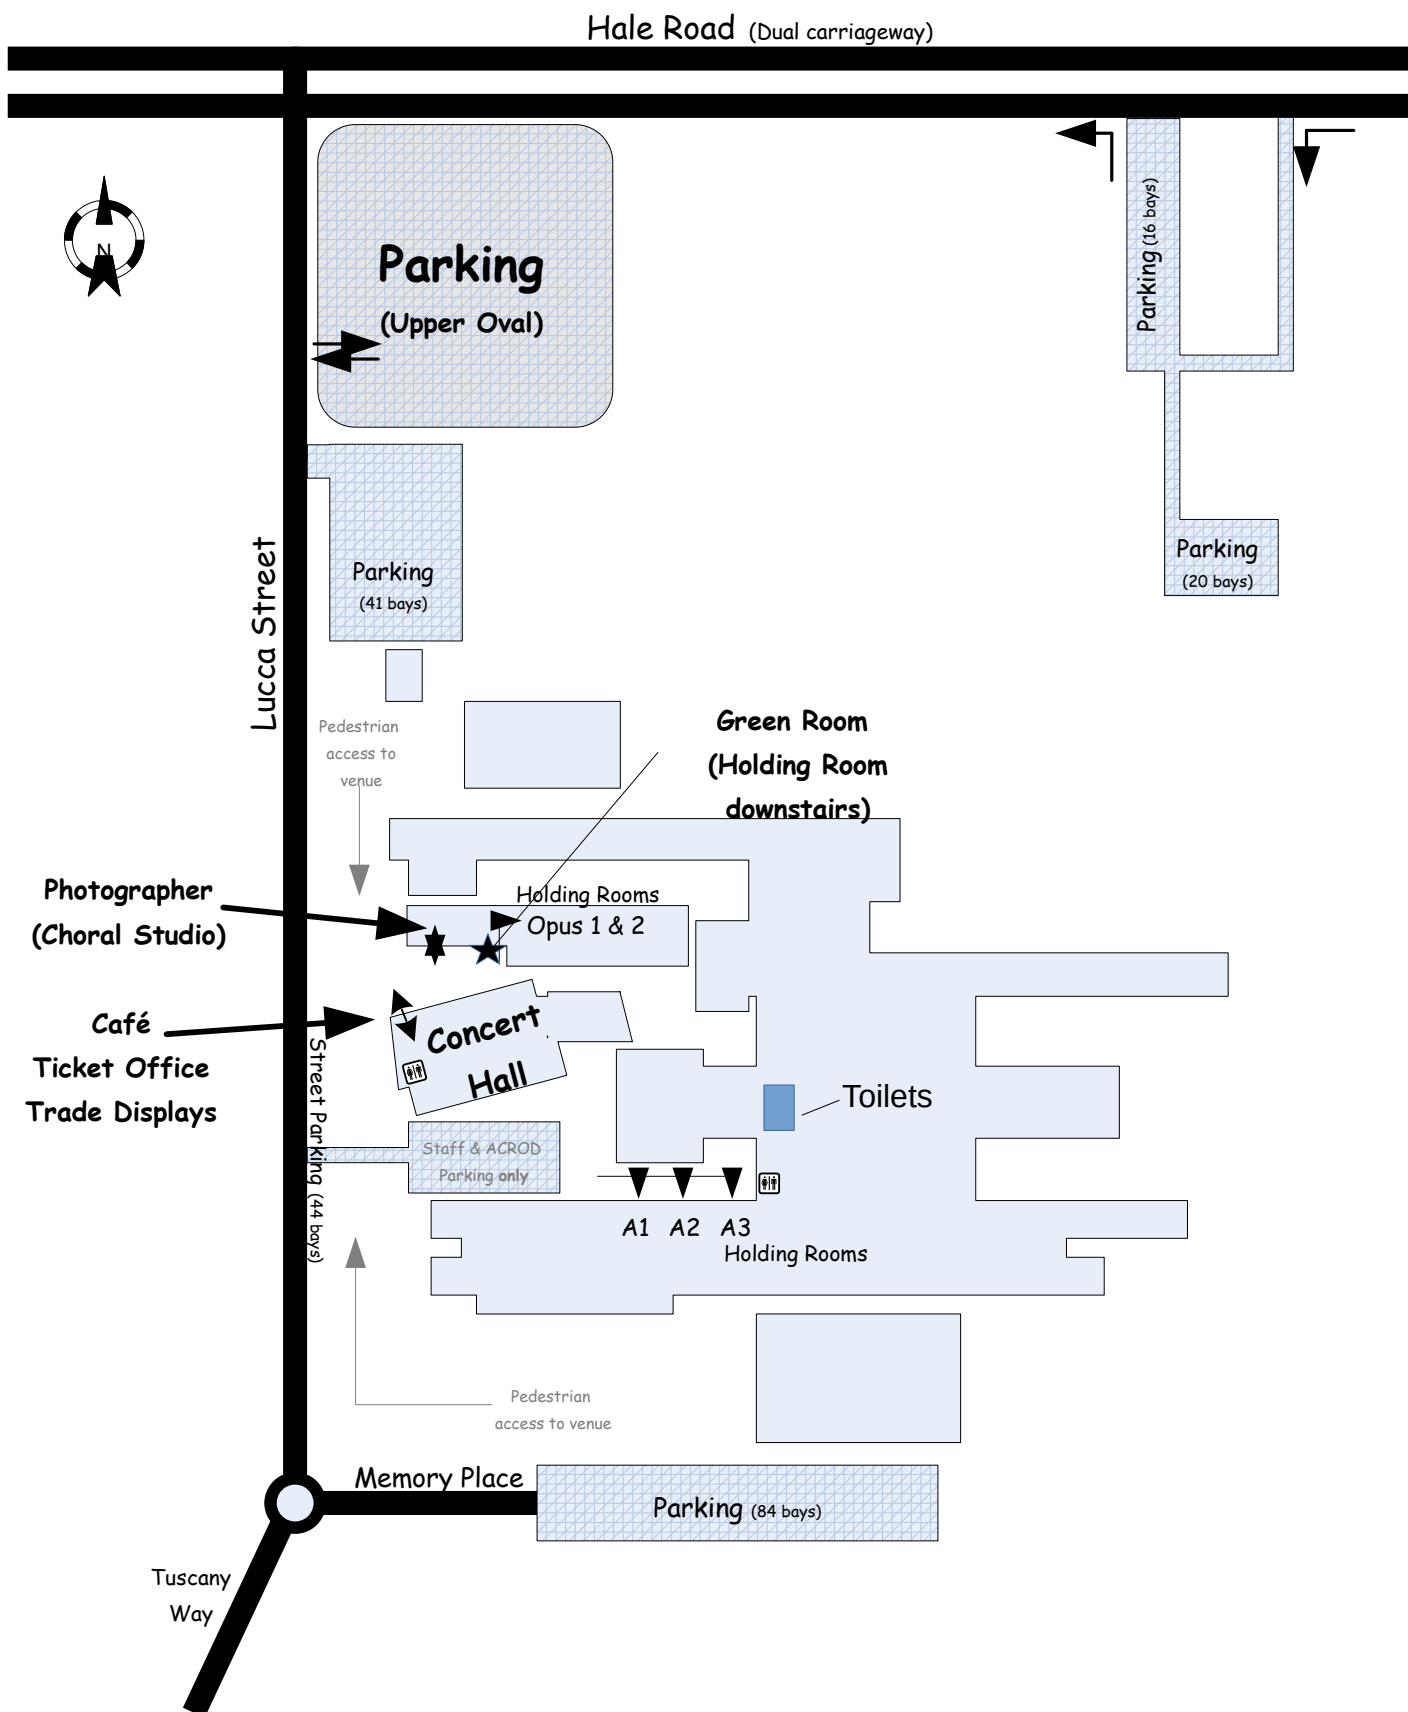 Hale Road (Dual carriageway)
N
Parking
(Upper Oval)
Parking (16 bays)
Parking
(20 bays)
Parking
(41 bays)
Lucca Street
Pedestrian
access to
venue
Green Room
(Holding Room
downstairs)
Photographer
(Choral Studio)
Holding Rooms
Opus 1 & 2
Café
Ticket Office
Trade Displays
Concert
Hall
Street Parking (44 bays)
Toilets
Staff & ACROD
Parking only
A1 A2 A3
Holding Rooms
Pedestrian
access to venue
Memory Place
Parking (84 bays)
Tuscany
Way